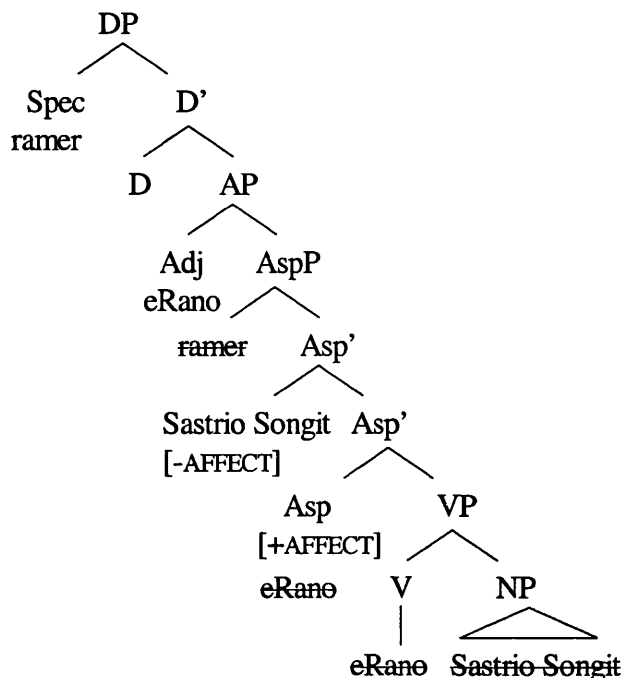 DP
Spec D'
ramer
D AP
Adj AspP
eRano
ramer Asp'
Sastrio Songit Asp'
[-AFFECT]
Asp VP
[+AFFECT]
eRano V NP
eRano Sastrio Songit